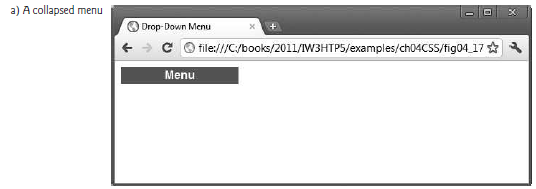 a) A collapsed menu
Drop-Down Menu
file:///C:/books/2011/IW3HTP5/examples/ch04CSS/fig04_17
Menu